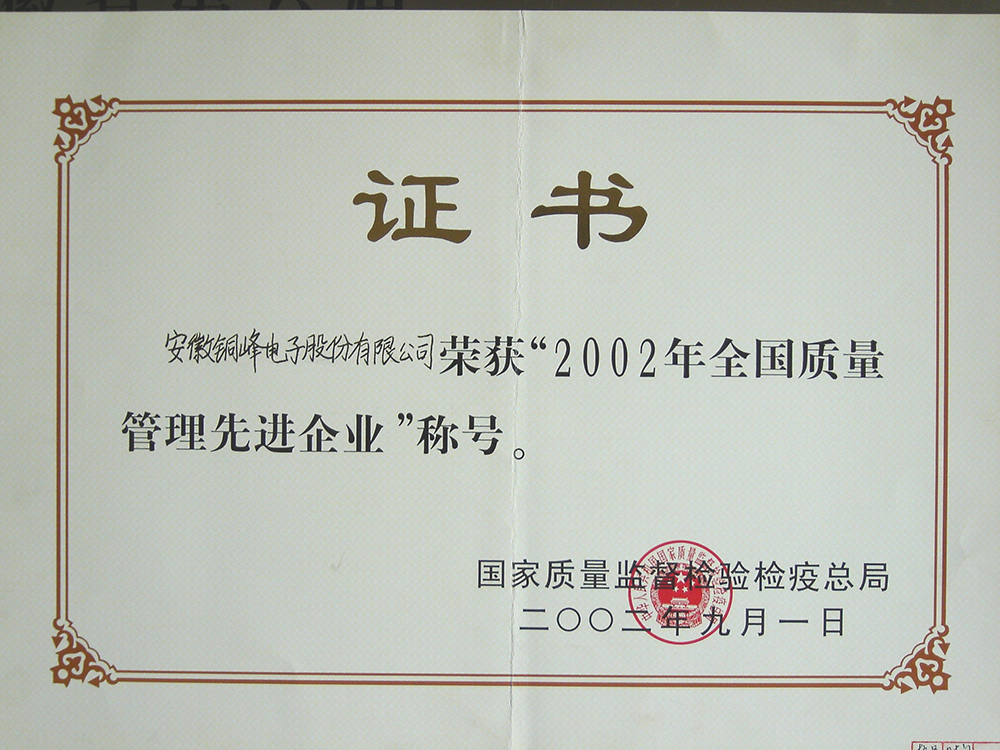 证书
安徽铜峰电子股份有限公司荣获“2002年全国质量
管理先进企业”称号。
国家质量监督检验检疫总局
二〇〇二年九月一日